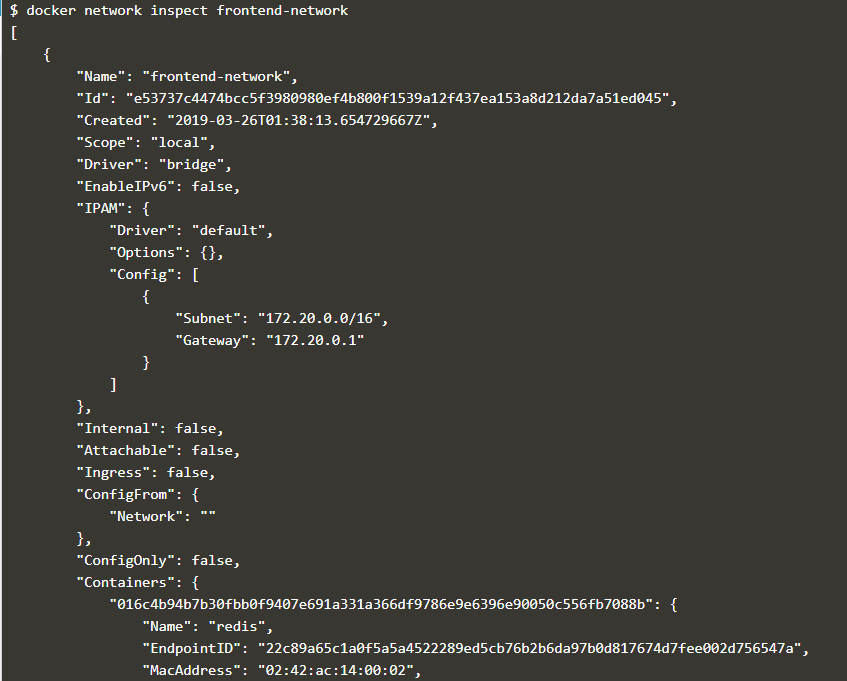 $ docker network inspect frontend-network
[
    {
        "Name": "frontend-network",
        "Id": "e53737c4474bcc5f3980980ef4b800f1539a12f437ea153a8d212da7a51ed045",
        "Created": "2019-03-26T01:38:13.654729667Z",
        "Scope": "local",
        "Driver": "bridge",
        "EnableIPv6": false,
        "IPAM": {
            "Driver": "default",
            "Options": {},
            "Config": [
                {
                    "Subnet": "172.20.0.0/16",
                    "Gateway": "172.20.0.1"
                }
            ]
        },
        "Internal": false,
        "Attachable": false,
        "Ingress": false,
        "ConfigFrom": {
            "Network": ""
        },
        "ConfigOnly": false,
        "Containers": {
            "016c4b94b7b30fbb0f9407e691a331a366df9786e9e6396e90050c556fb7088b": {
                "Name": "redis",
                "EndpointID": "22c89a65c1a0f5a5a4522289ed5cb76b2b6da97b0d817674d7fee002d756547a",
                "MacAddress": "02:42:ac:14:00:02",